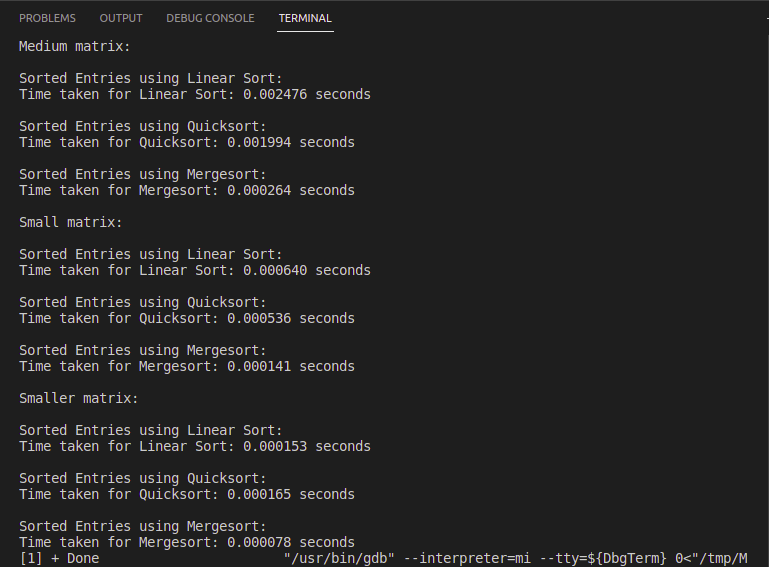 PROBLEMS OUTPUT DEBUG CONSOLE TERMINAL
Medium matrix:
Sorted Entries using Linear Sort:
Time taken for Linear Sort: 0.002476 seconds
Sorted Entries using Quicksort:
Time taken for Quicksort: 0.001994 seconds
Sorted Entries using Mergesort:
Time taken for Mergesort: 0.000264 seconds
Small matrix:
Sorted Entries using Linear Sort:
Time taken for Linear Sort: 0.000640 seconds
Sorted Entries using Quicksort:
Time taken for Quicksort: 0.000536 seconds
Sorted Entries using Mergesort:
Time taken for Mergesort: 0.000141 seconds
Smaller matrix:
Sorted Entries using Linear Sort:
Time taken for Linear Sort: 0.000153 seconds
Sorted Entries using Quicksort:
Time taken for Quicksort: 0.000165 seconds
Sorted Entries using Mergesort:
Time taken for Mergesort: 0.000078 seconds
[1] + Done "/usr/bin/gdb" --interpreter=mi --tty=${DbgTerm} 0<"/tmp/M